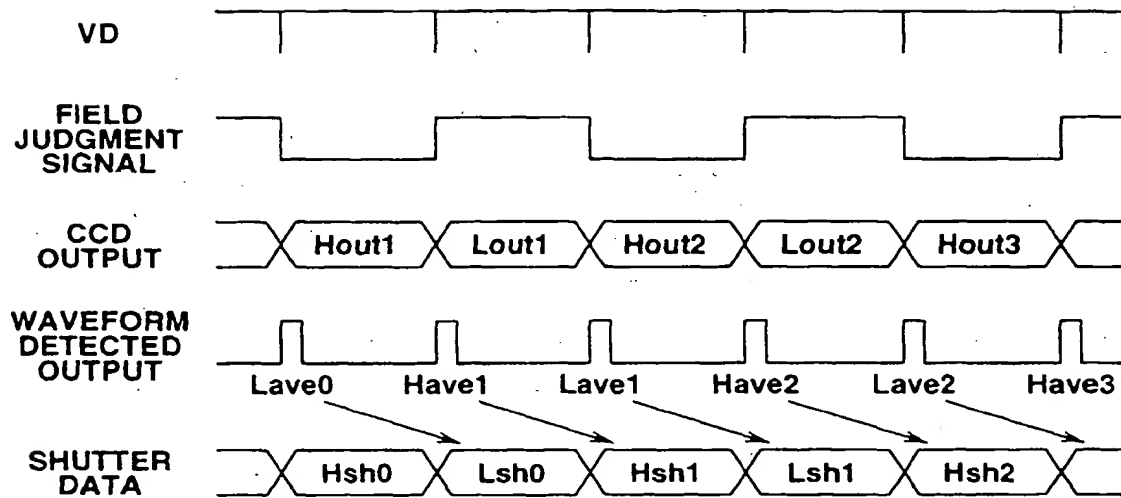 VD
FIELD
JUDGMENT
SIGNAL
CCD
OUTPUT
Hout1 Lout1 Hout2 Lout2 Hout3
WAVEFORM
DETECTED
OUTPUT
Lave0 Have1 Lave1 Have2 Lave2 Have3
SHUTTER
DATA
Hsh0 Lsh0 Hsh1 Lsh1 Hsh2